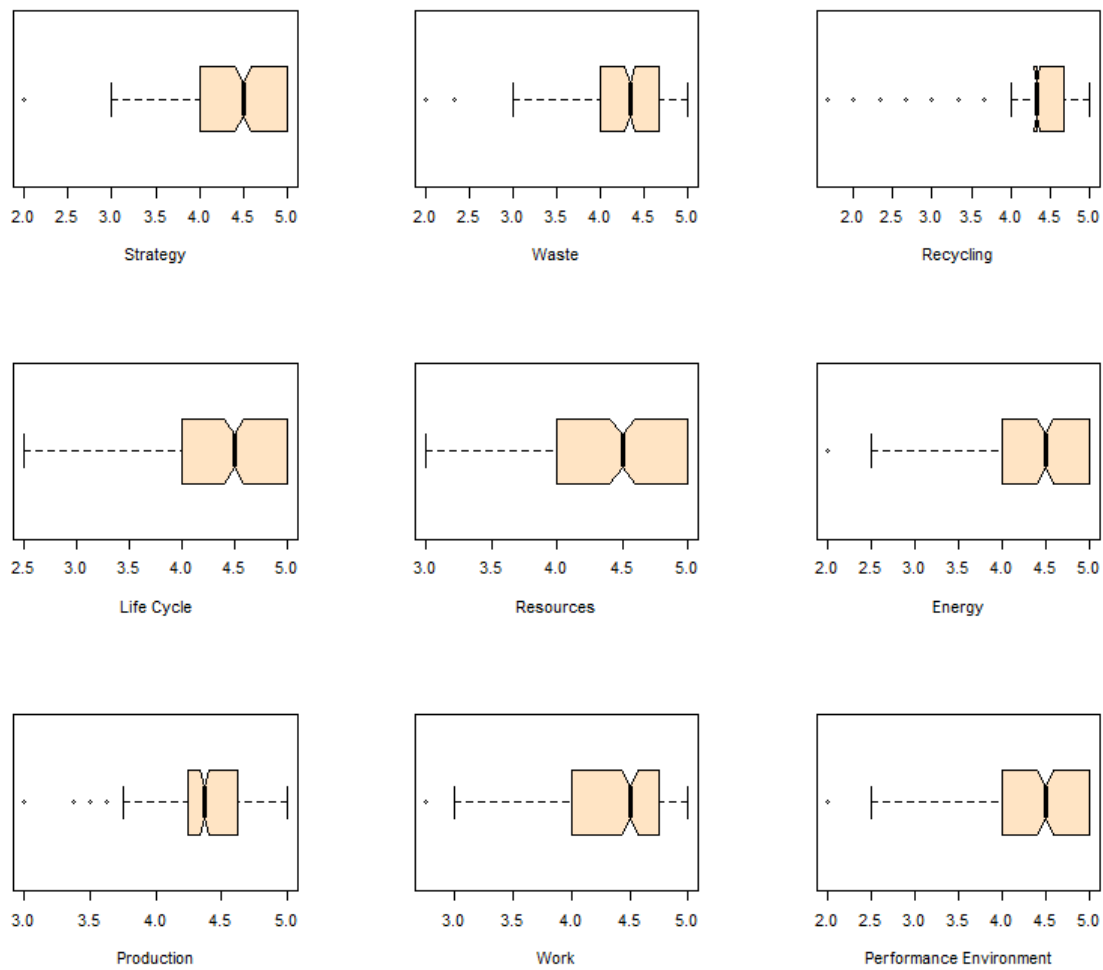 2.0 2.5 3.0 3.5 4.0 4.5 5.0
Strategy
2.0 2.5 3.0 3.5 4.0 4.5 5.0
Waste
2.0 2.5 3.0 3.5 4.0 4.5 5.0
Recycling
2.5 3.0 3.5 4.0 4.5 5.0
Life Cycle
3.0 3.5 4.0 4.5 5.0
Resources
2.0 2.5 3.0 3.5 4.0 4.5 5.0
Energy
3.0 3.5 4.0 4.5 5.0
Production
3.0 3.5 4.0 4.5 5.0
Work
2.0 2.5 3.0 3.5 4.0 4.5 5.0
Performance Environment